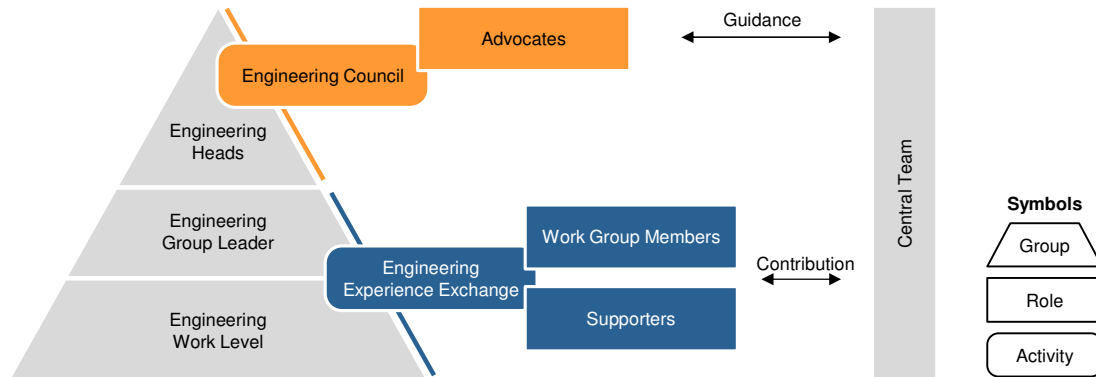 Advocates
Guidance
Engineering Council
Engineering
Heads
Engineering
Group Leader
Work Group Members
Engineering
Experience Exchange
Contribution
Supporters
Engineering
Work Level
Central Team
Symbols
Group
Role
Activity